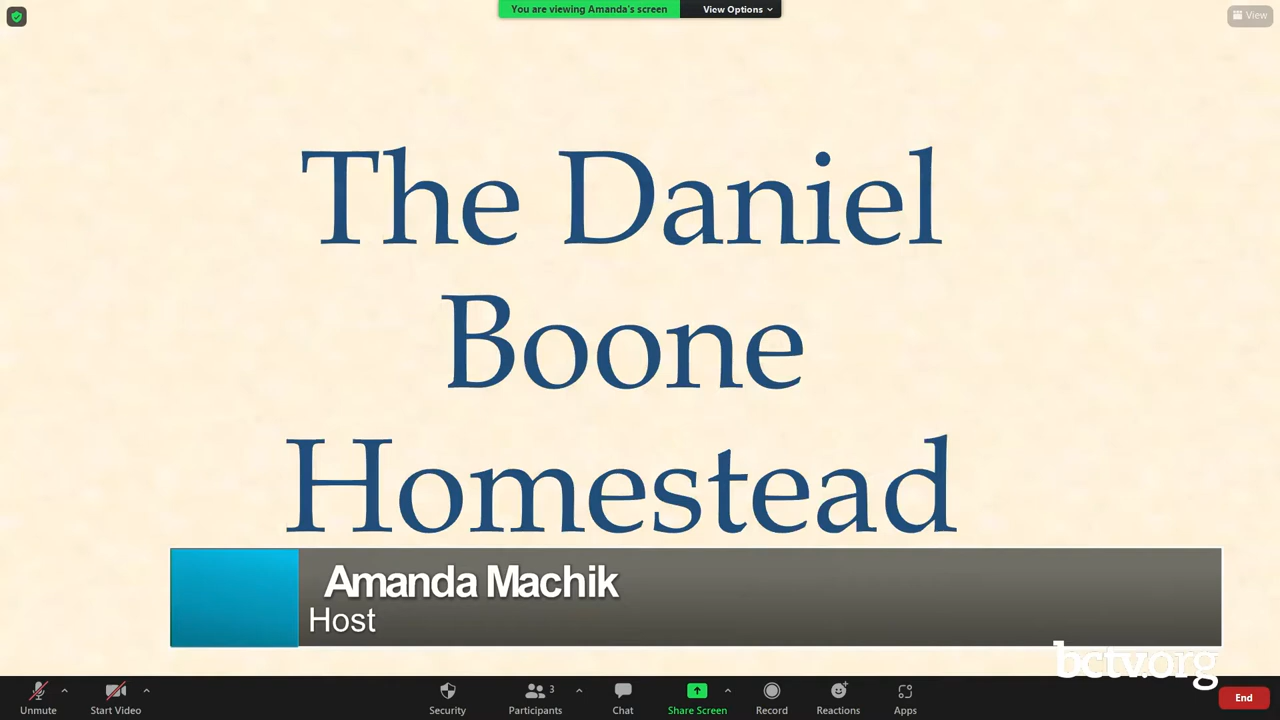 You are viewing Amanda's screen
View Options
View
The Daniel
Boone
Homestead
Amanda Machik
Host
bctv.org
Unmute
Start Video
Security
3
Participants
Chat
Share Screen
Record
Reactions
Apps
End